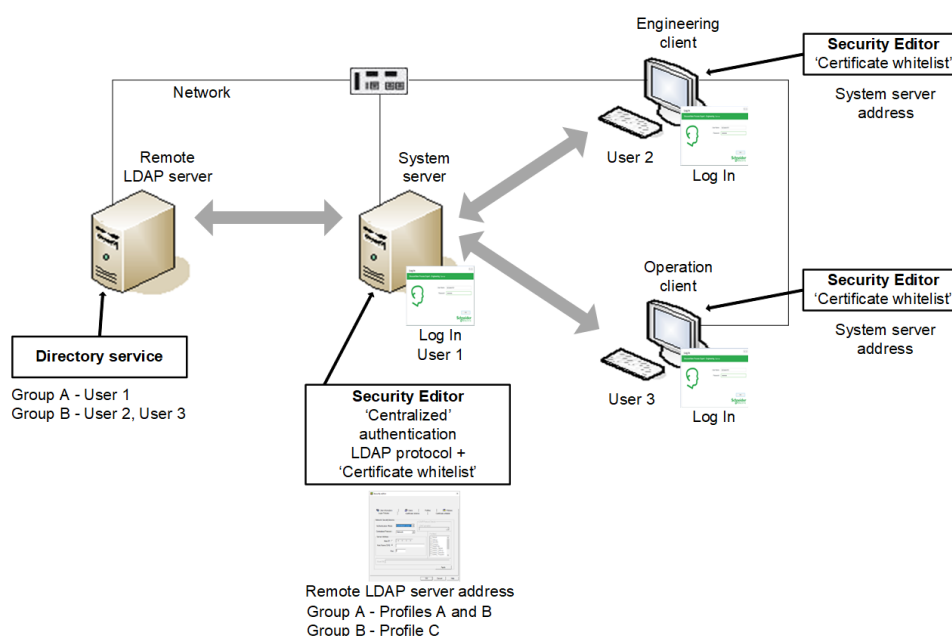 Engineering
client
Security Editor
'Certificate whitelist'
System server
address
Network
User 2
Log In
Remote
LDAP server
System
server
Operation
client
Security Editor
'Certificate whitelist'
System server
address
Log In
User 1
User 3
Log In
Directory service
Group A - User 1
Group B - User 2, User 3
Security Editor
'Centralized'
authentication
LDAP protocol +
'Certificate whitelist'
Remote LDAP server address
Group A - Profiles A and B
Group B - Profile C